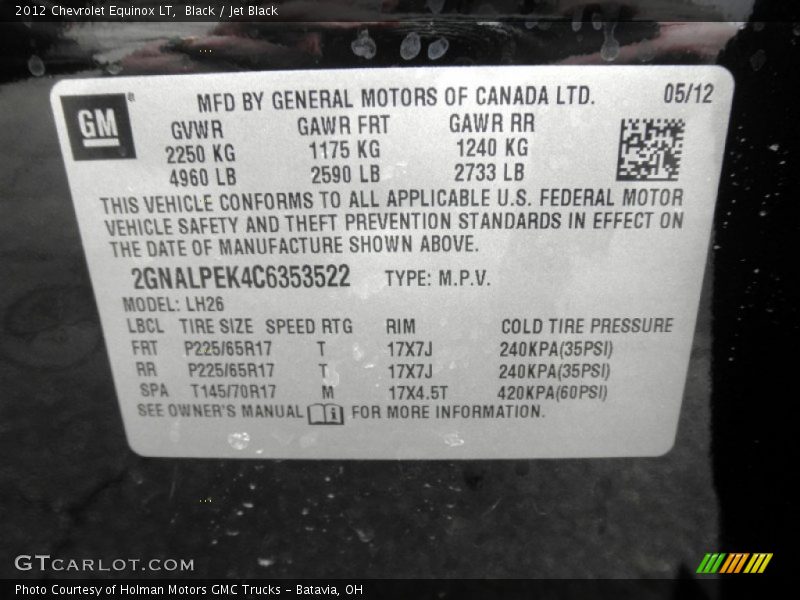 2012 Chevrolet Equinox LT, Black / Jet Black
GM®
MFD BY GENERAL MOTORS OF CANADA LTD. 05/12
GVWR GAWR FRT GAWR RR
2250 KG 1175 KG 1240 KG
4960 LB 2590 LB 2733 LB
THIS VEHICLE CONFORMS TO ALL APPLICABLE U.S. FEDERAL MOTOR
VEHICLE SAFETY AND THEFT PREVENTION STANDARDS IN EFFECT ON
THE DATE OF MANUFACTURE SHOWN ABOVE.
2GNALPEK4C6353522 TYPE: M.P.V.
MODEL: LH26
LBCL TIRE SIZE SPEED RTG RIM COLD TIRE PRESSURE
FRT P225/65R17 T 17X7J 240KPA(35PSI)
RR P225/65R17 T 17X7J 240KPA(35PSI)
SPA T145/70R17 M 17X4.5T 420KPA(60PSI)
SEE OWNER'S MANUAL i FOR MORE INFORMATION.
GTCARLOT.COM
Photo Courtesy of Holman Motors GMC Trucks - Batavia, OH